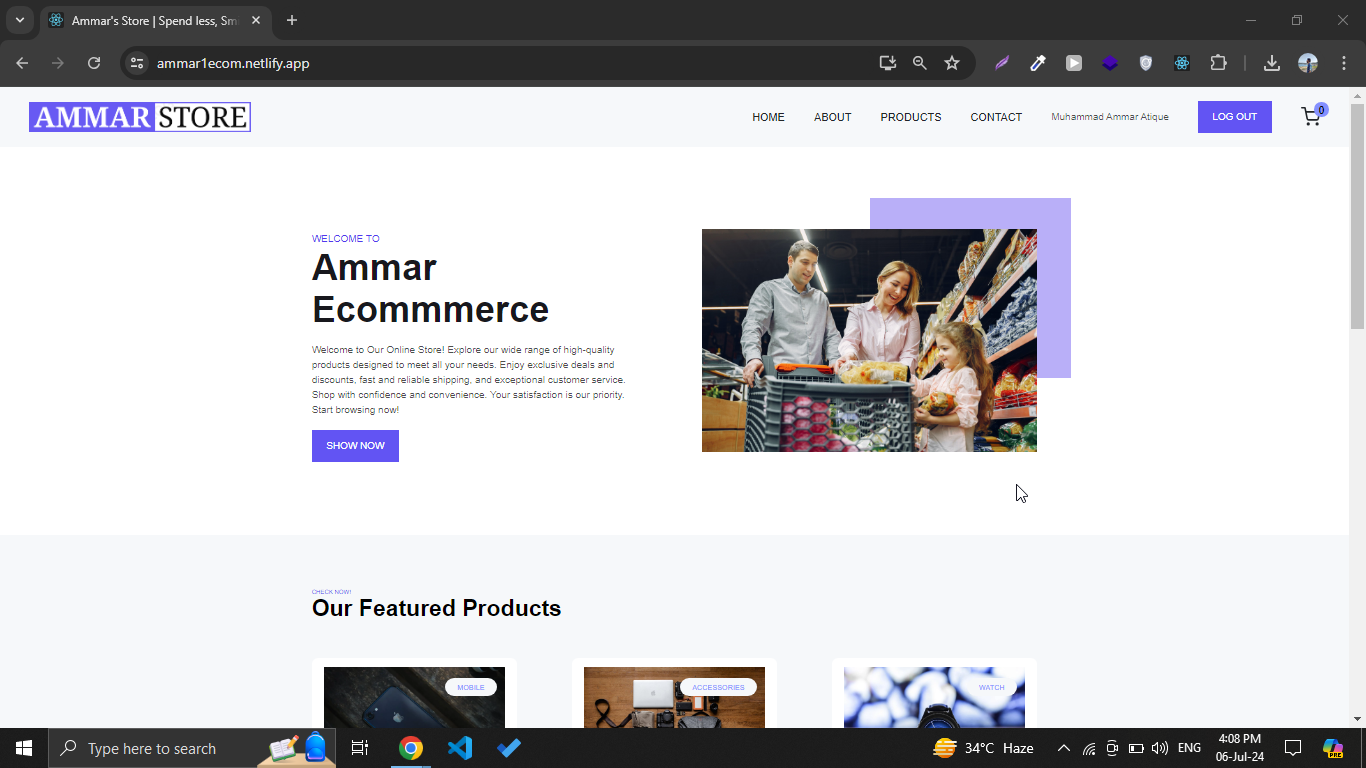 Ammar's Store | Spend less, Sm
ammar1ecom.netlify.app
AMMAR STORE
HOME
ABOUT
PRODUCTS
CONTACT
Muhammad Ammar Atique
LOG OUT
0
WELCOME TO
Ammar
Ecommmerce
Welcome to Our Online Store! Explore our wide range of high-quality
products designed to meet all your needs. Enjoy exclusive deals and
discounts, fast and reliable shipping, and exceptional customer service.
Shop with confidence and convenience. Your satisfaction is our priority.
Start browsing now!
SHOW NOW
CHECK NOW!
Our Featured Products
MOBILE
ACCESSORIES
WATCH
Type here to search
34°C Haze
ENG
4:08 PM
06-Jul-24
PRE